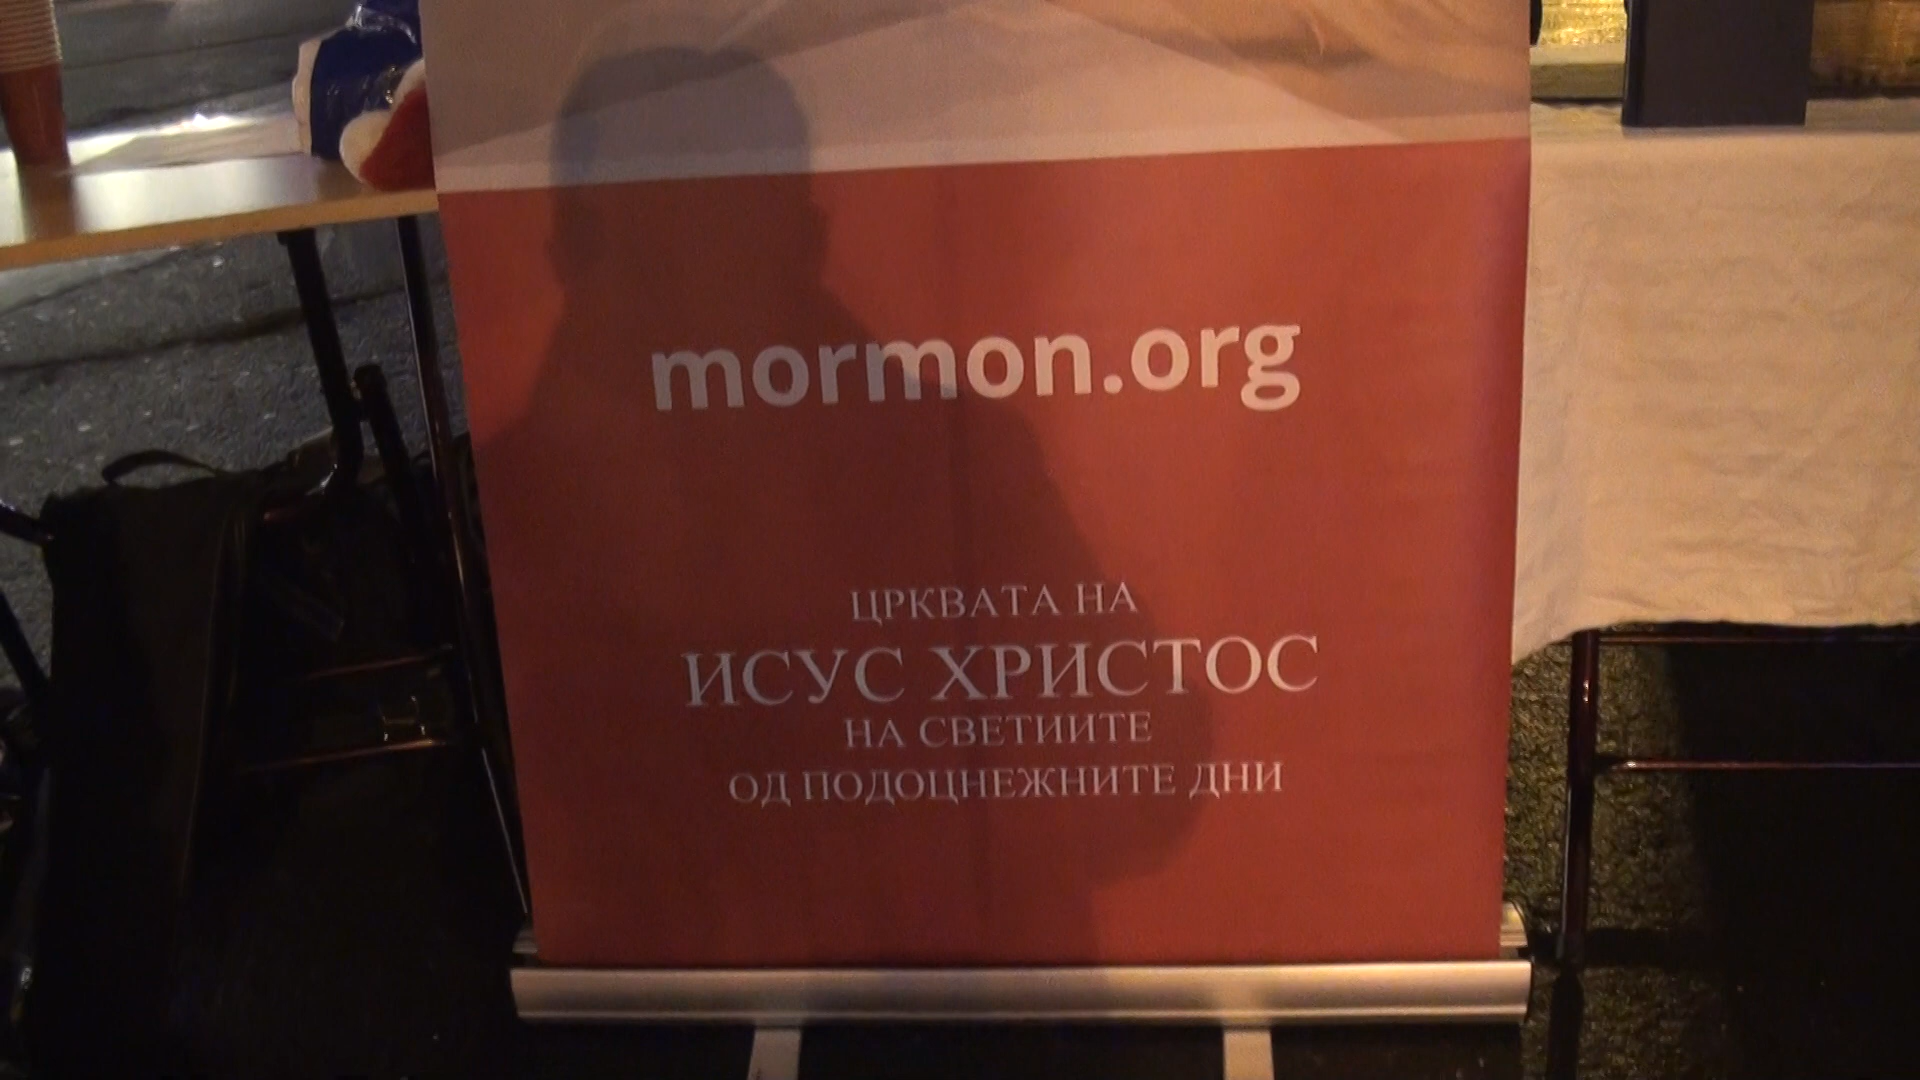 mormon.org
ЦРКВАТА НА
ИСУС ХРИСТОС
НА СВЕТИИТЕ
ОД ПОДОЦНЕЖНИТЕ ДНИ